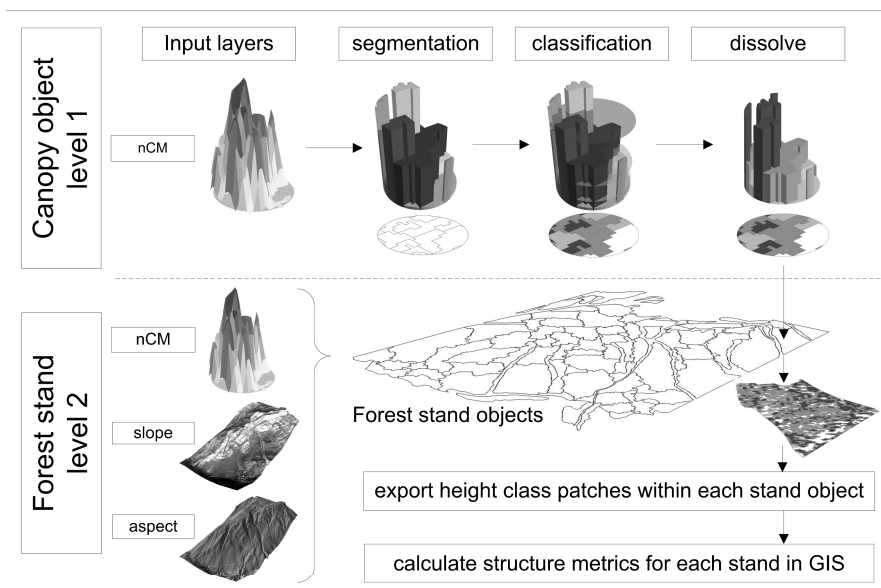 Canopy object
level 1
Input layers
segmentation
classification
dissolve
nCM
Forest stand
level 2
nCM
slope
aspect
Forest stand objects
export height class patches within each stand object
calculate structure metrics for each stand in GIS